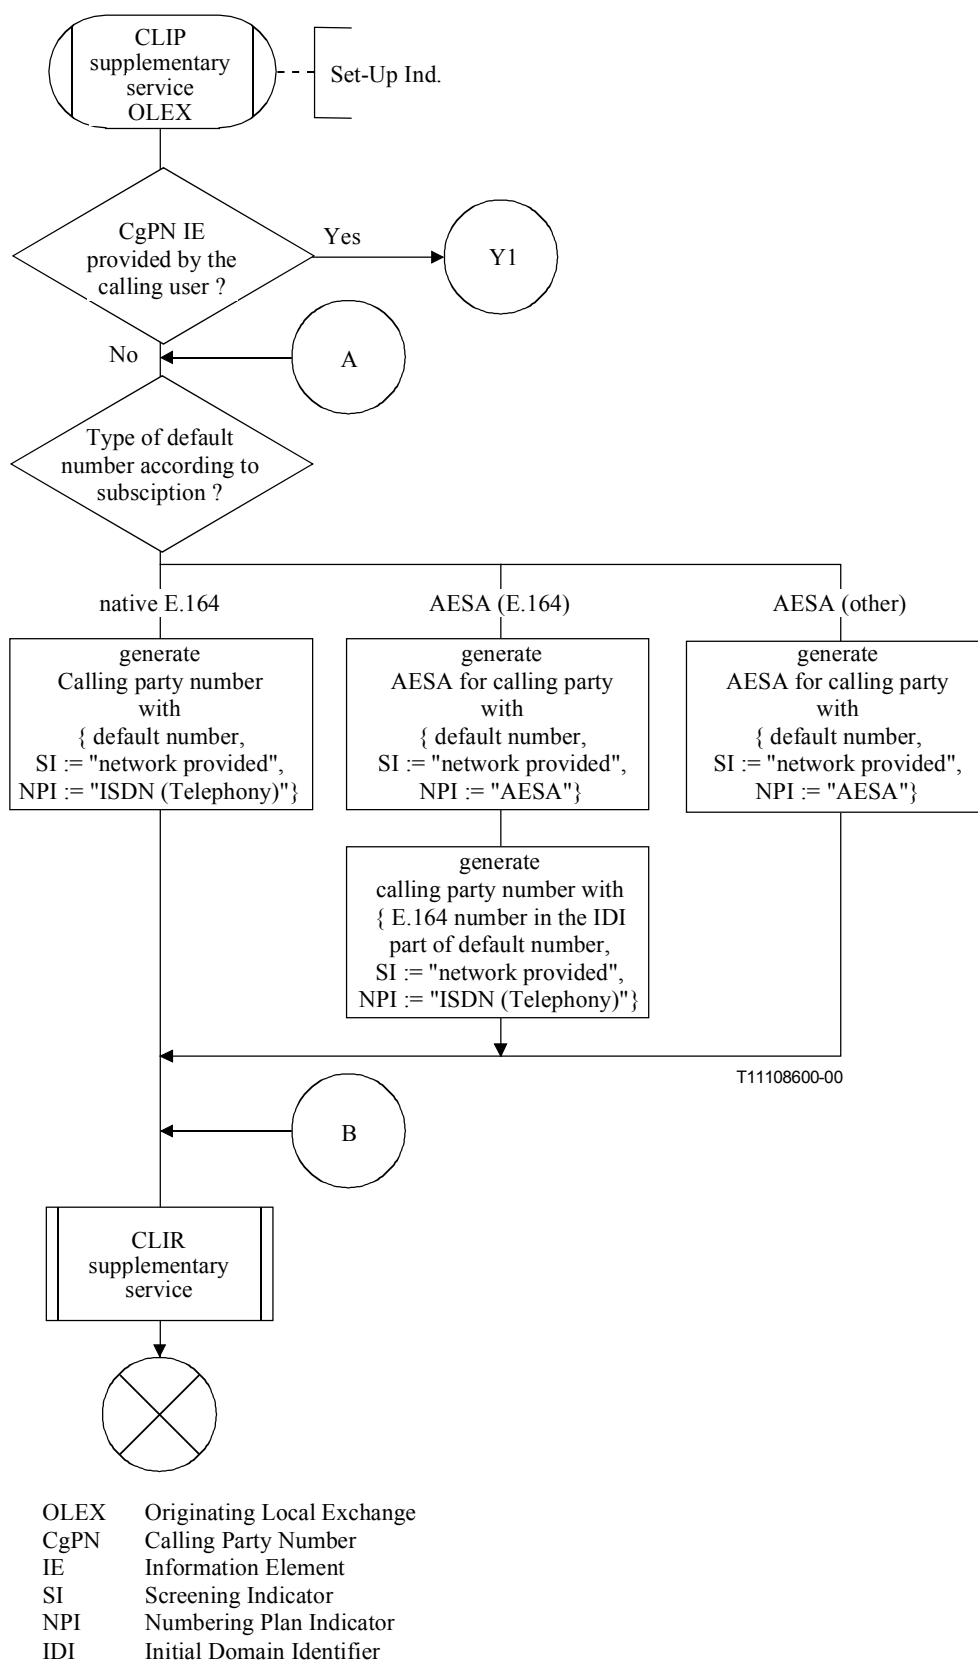 CLIP
supplementary
service
OLEX
Set-Up Ind.
CgPN IE
provided by the
calling user ?
Yes
Y1
No
A
Type of default
number according to
subsciption ?
native E.164
AESA (E.164)
AESA (other)
generate
Calling party number
with
{ default number,
SI := "network provided",
NPI := "ISDN (Telephony)"}
generate
AESA for calling party
with
{ default number,
SI := "network provided",
NPI := "AESA"}
generate
AESA for calling party
with
{ default number,
SI := "network provided",
NPI := "AESA"}
generate
calling party number with
{ E.164 number in the IDI
part of default number,
SI := "network provided",
NPI := "ISDN (Telephony)"}
T11108600-00
B
CLIR
supplementary
service
OLEX Originating Local Exchange
CgPN Calling Party Number
IE Information Element
SI Screening Indicator
NPI Numbering Plan Indicator
IDI Initial Domain Identifier